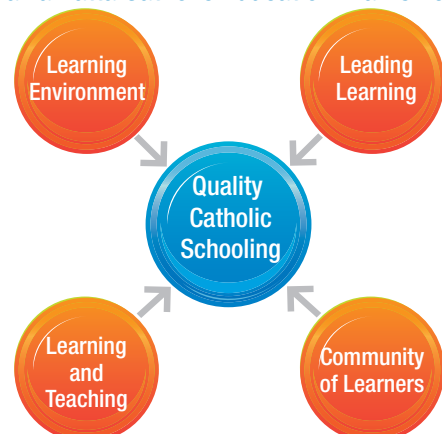 Learning
Environment
Leading
Learning
Quality
Catholic
Schooling
Learning
and
Teaching
Community
of Learners